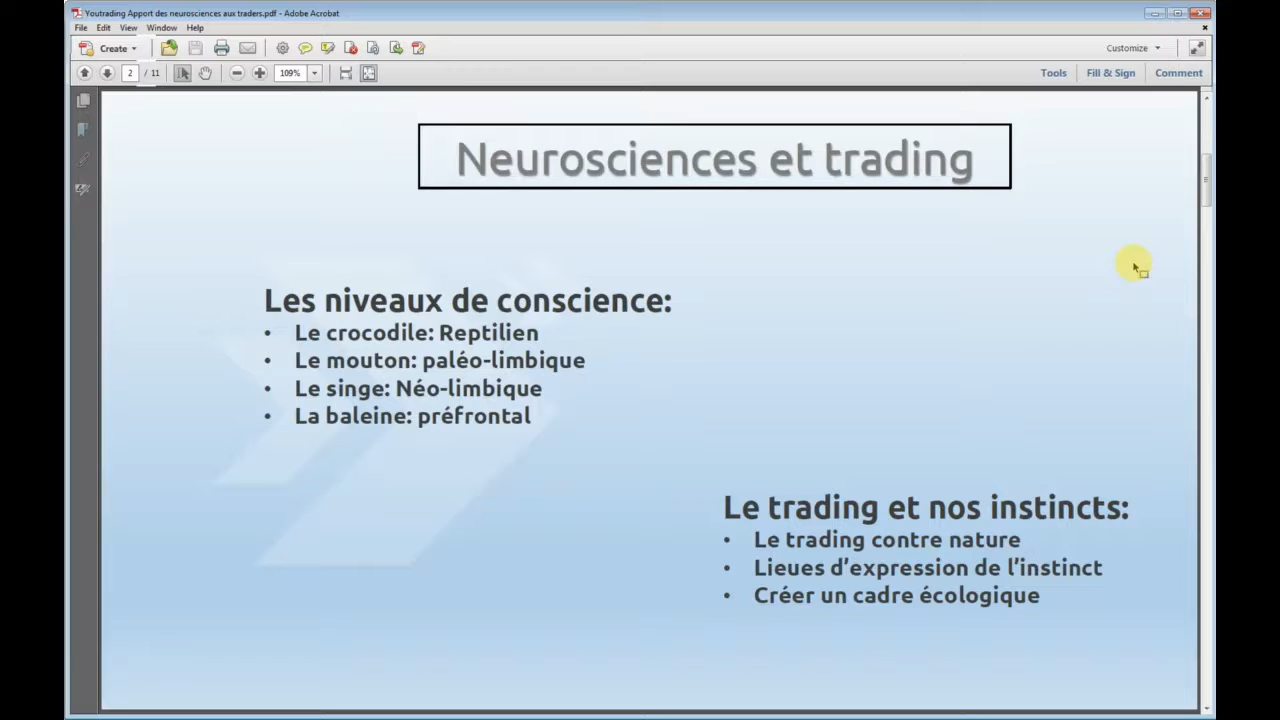 Youtrading Apport des neurosciences aux traders.pdf - Adobe Acrobat
File Edit View Window Help
Create Customize
2 / 11 109% Tools Fill & Sign Comment
Neurosciences et trading
Les niveaux de conscience:
• Le crocodile: Reptilien
• Le mouton: paléo-limbique
• Le singe: Néo-limbique
• La baleine: préfrontal
Le trading et nos instincts:
• Le trading contre nature
• Lieues d’expression de l’instinct
• Créer un cadre écologique